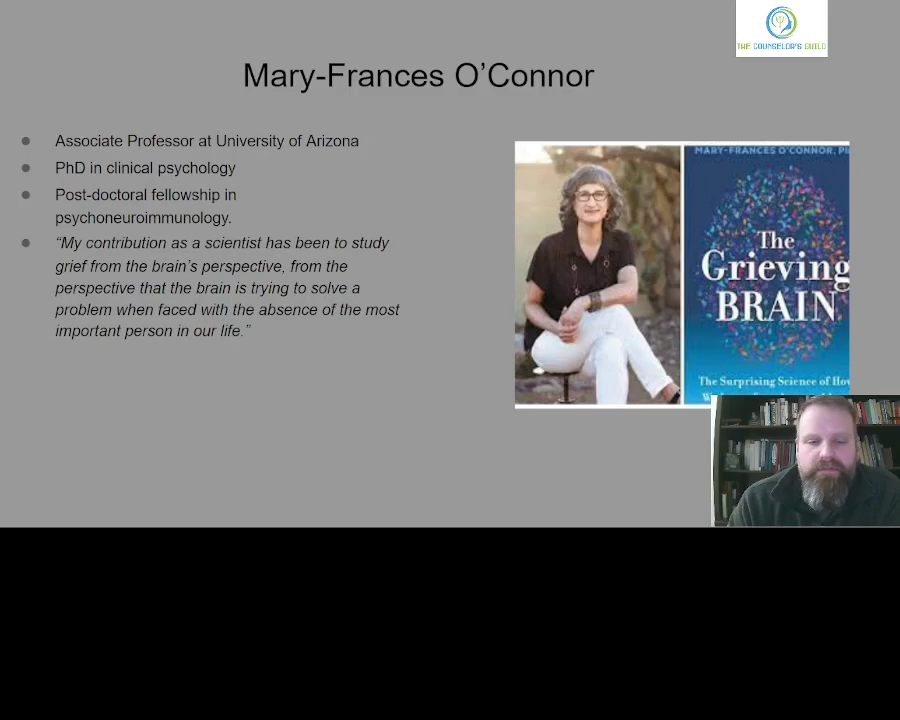 THE COUNSELOR'S GUILD
Mary-Frances O’Connor
Associate Professor at University of Arizona
PhD in clinical psychology
Post-doctoral fellowship in
psychoneuroimmunology.
“My contribution as a scientist has been to study
grief from the brain’s perspective, from the
perspective that the brain is trying to solve a
problem when faced with the absence of the most
important person in our life.”
MARY-FRANCES O'CONNOR, P
The
Grieving
BRAIN
The Surprising Science of How